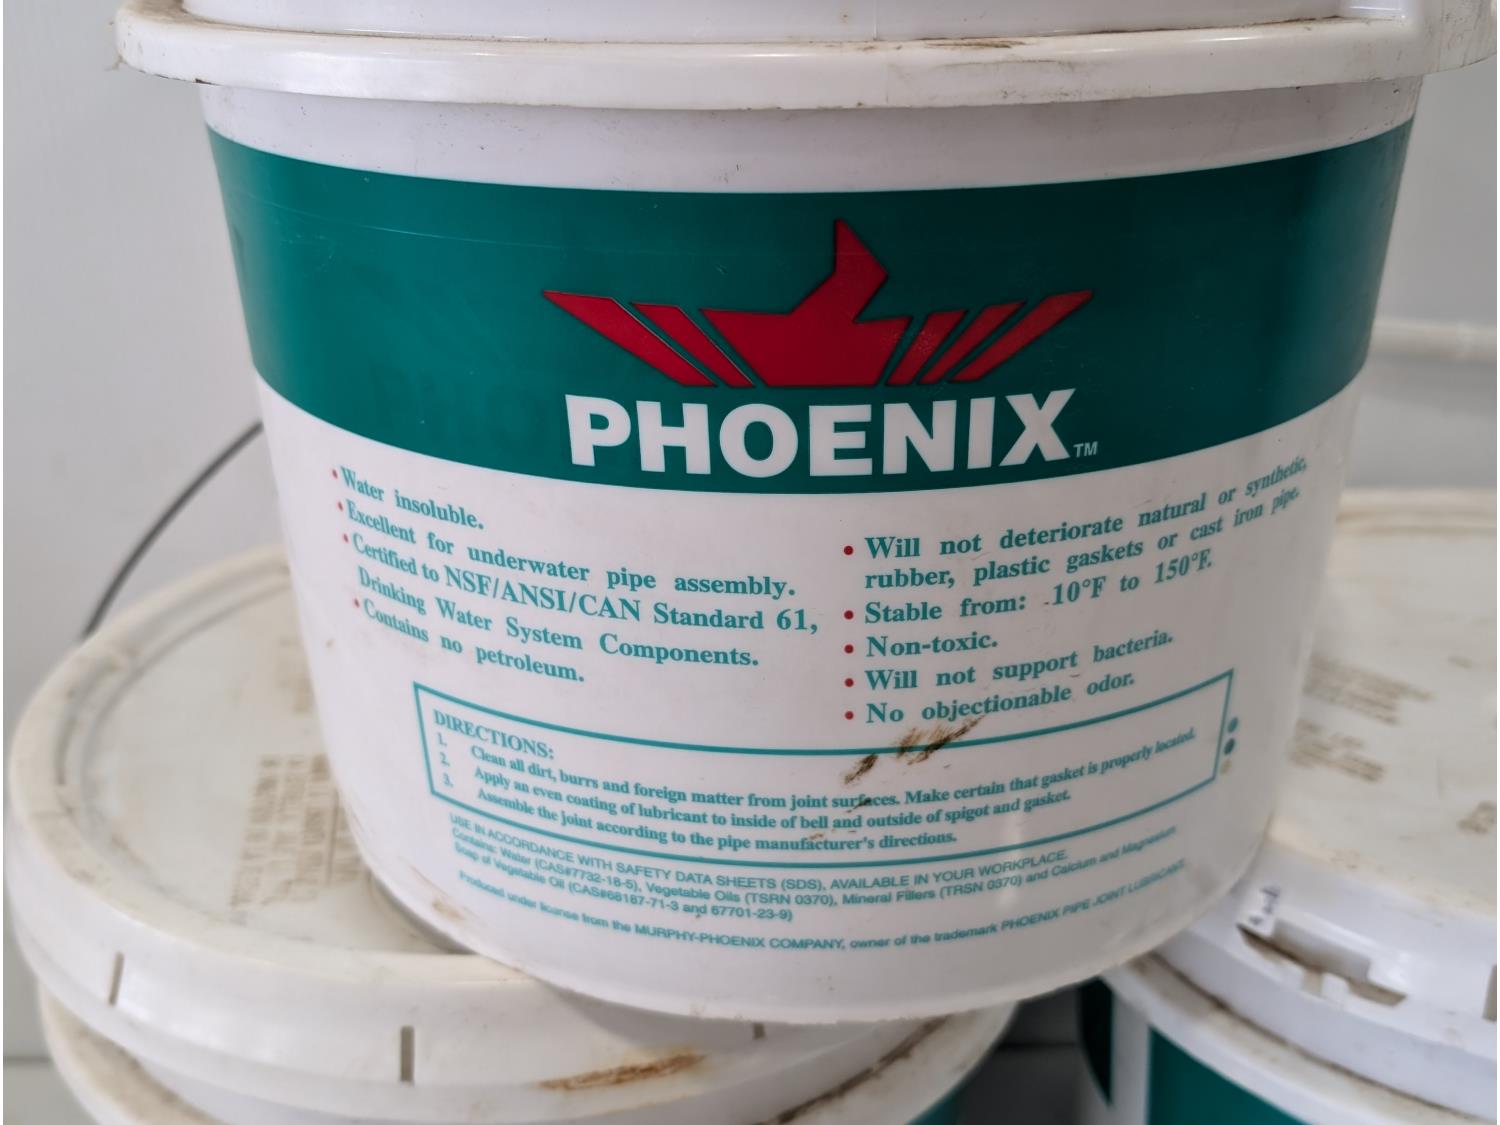 PHOENIX™
• Water insoluble.
• Excellent for underwater pipe assembly.
• Certified to NSF/ANSI/CAN Standard 61,
Drinking Water System Components.
• Contains no petroleum.
• Will not deteriorate natural or synthetic,
rubber, plastic gaskets or cast iron pipe.
• Stable from: -10°F to 150°F.
• Non-toxic.
• Will not support bacteria.
• No objectionable odor.
DIRECTIONS:
1. Clean all dirt, burrs and foreign matter from joint surfaces. Make certain that gasket is properly located.
2. Apply an even coating of lubricant to inside of bell and outside of spigot and gasket.
3. Assemble the joint according to the pipe manufacturer's directions.
USE IN ACCORDANCE WITH SAFETY DATA SHEETS (SDS), AVAILABLE IN YOUR WORKPLACE.
Contains: Water (CAS#7732-18-5), Vegetable Oils (TSRN 0370), Mineral Fillers (TRSN 0370) and Calcium and Magnesium
Soap of Vegetable Oil (CAS#68187-71-3 and 67701-23-9)
Produced under license from the MURPHY-PHOENIX COMPANY, owner of the trademark PHOENIX PIPE JOINT LUBRICANT.